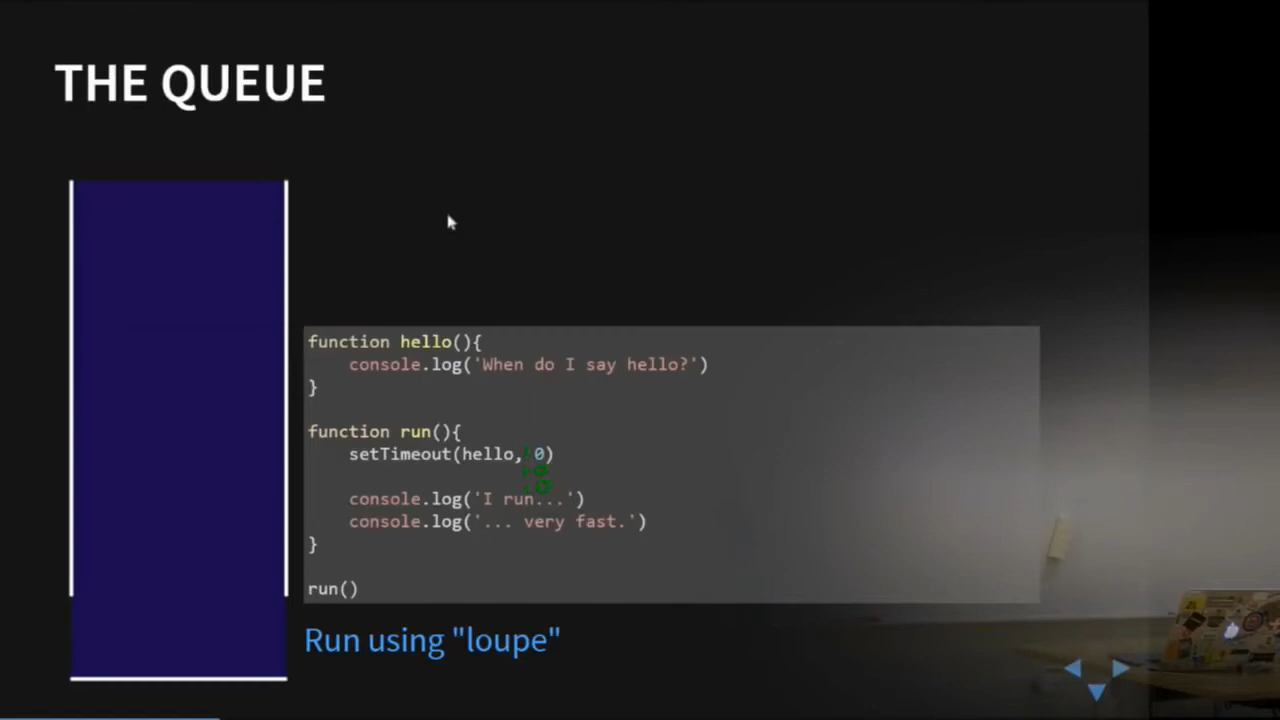 THE QUEUE
function hello(){
    console.log('When do I say hello?')
}
function run(){
    setTimeout(hello, 0)
    console.log('I run...')
    console.log('... very fast.')
}
run()
Run using "loupe"